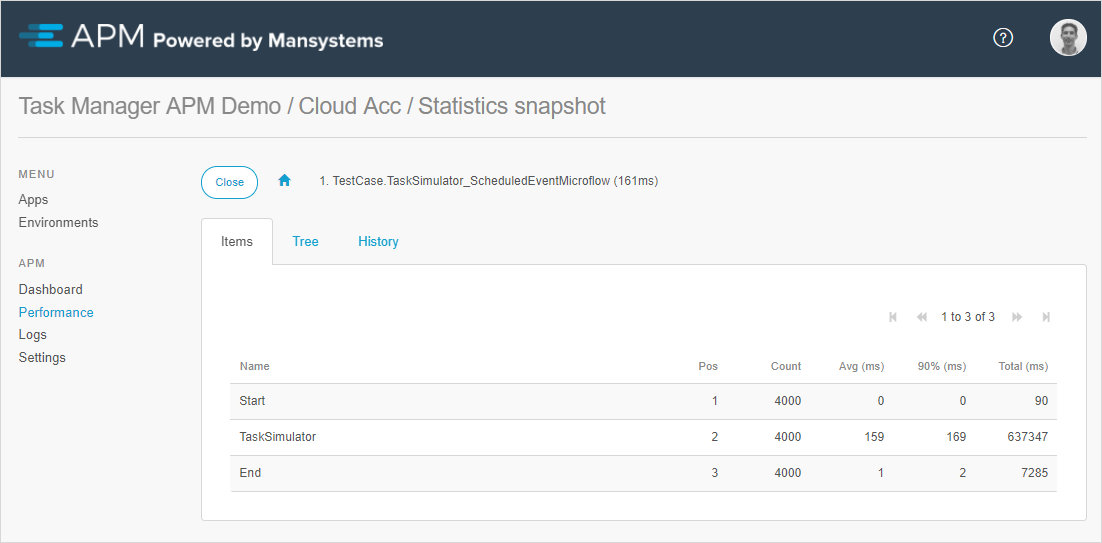 APM Powered by Mansystems
?
Task Manager APM Demo / Cloud Acc / Statistics snapshot
MENU
Apps
Environments
APM
Dashboard
Performance
Logs
Settings
Close
1. TestCase.TaskSimulator_ScheduledEventMicroflow (161ms)
Items Tree History
1 to 3 of 3
Name Pos Count Avg (ms) 90% (ms) Total (ms)
Start 1 4000 0 0 90
TaskSimulator 2 4000 159 169 637347
End 3 4000 1 2 7285